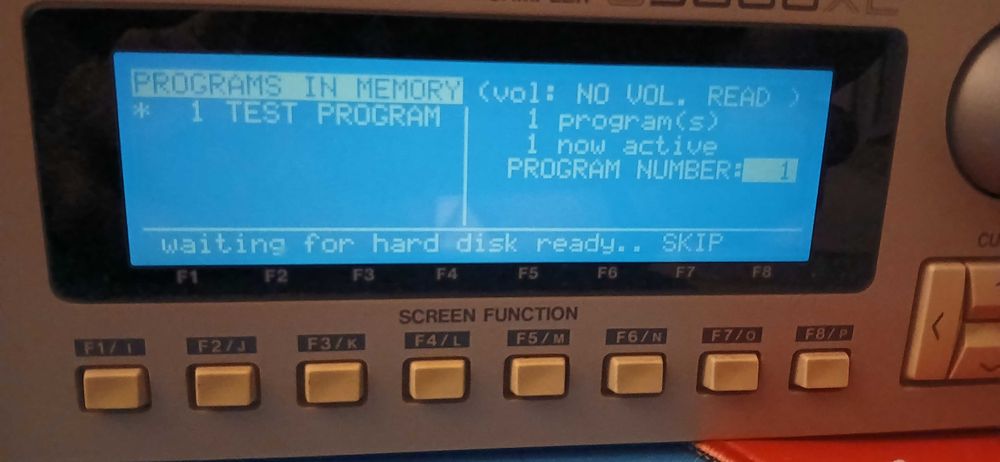 PROGRAMS IN MEMORY (vol: NO VOL. READ )
* 1 TEST PROGRAM
1 program(s)
1 now active
PROGRAM NUMBER: 1
waiting for hard disk ready.. SKIP
F1 F2 F3 F4 F5 F6 F7 F8
SCREEN FUNCTION
F1/I F2/J F3/K F4/L F5/M F6/N F7/O F8/P